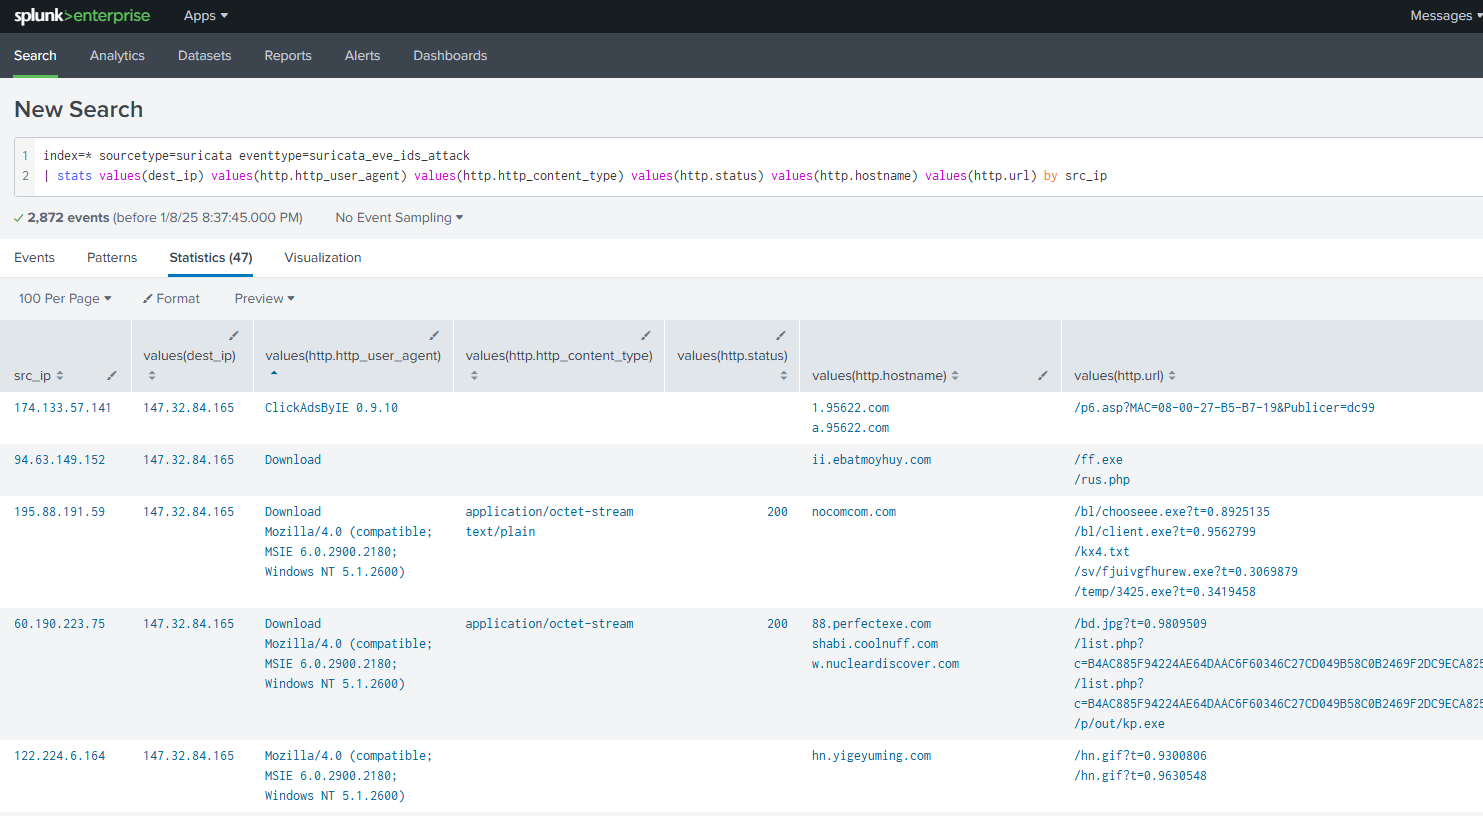 splunk>enterprise Apps Messages
Search Analytics Datasets Reports Alerts Dashboards
New Search
1 index=* sourcetype=suricata eventtype=suricata_eve_ids_attack
2 | stats values(dest_ip) values(http.http_user_agent) values(http.http_content_type) values(http.status) values(http.hostname) values(http.url) by src_ip
2,872 events (before 1/8/25 8:37:45.000 PM) No Event Sampling
Events Patterns Statistics (47) Visualization
100 Per Page Format Preview
src_ip values(dest_ip) values(http.http_user_agent) values(http.http_content_type) values(http.status) values(http.hostname) values(http.url)
174.133.57.141 147.32.84.165 ClickAdsByIE 0.9.10 1.95622.com /p6.asp?MAC=08-00-27-B5-B7-19&Publicer=dc99
a.95622.com
94.63.149.152 147.32.84.165 Download ii.ebatmoyhuy.com /ff.exe
/rus.php
195.88.191.59 147.32.84.165 Download application/octet-stream 200 nocomcom.com /bl/chooseee.exe?t=0.8925135
Mozilla/4.0 (compatible; text/plain /bl/client.exe?t=0.9562799
MSIE 6.0.2900.2180; /kx4.txt
Windows NT 5.1.2600) /sv/fjuivgfhurew.exe?t=0.3069879
/temp/3425.exe?t=0.3419458
60.190.223.75 147.32.84.165 Download application/octet-stream 200 88.perfectexe.com /bd.jpg?t=0.9809509
Mozilla/4.0 (compatible; shabi.coolnuff.com /list.php?
MSIE 6.0.2900.2180; w.nucleardiscover.com c=B4AC885F94224AE64DAAC6F60346C27CD049B58C0B2469F2DC9ECA825
Windows NT 5.1.2600) /list.php?
c=B4AC885F94224AE64DAAC6F60346C27CD049B58C0B2469F2DC9ECA825
/p/out/kp.exe
122.224.6.164 147.32.84.165 Mozilla/4.0 (compatible; hn.yigeyuming.com /hn.gif?t=0.9300806
MSIE 6.0.2900.2180; /hn.gif?t=0.9630548
Windows NT 5.1.2600)